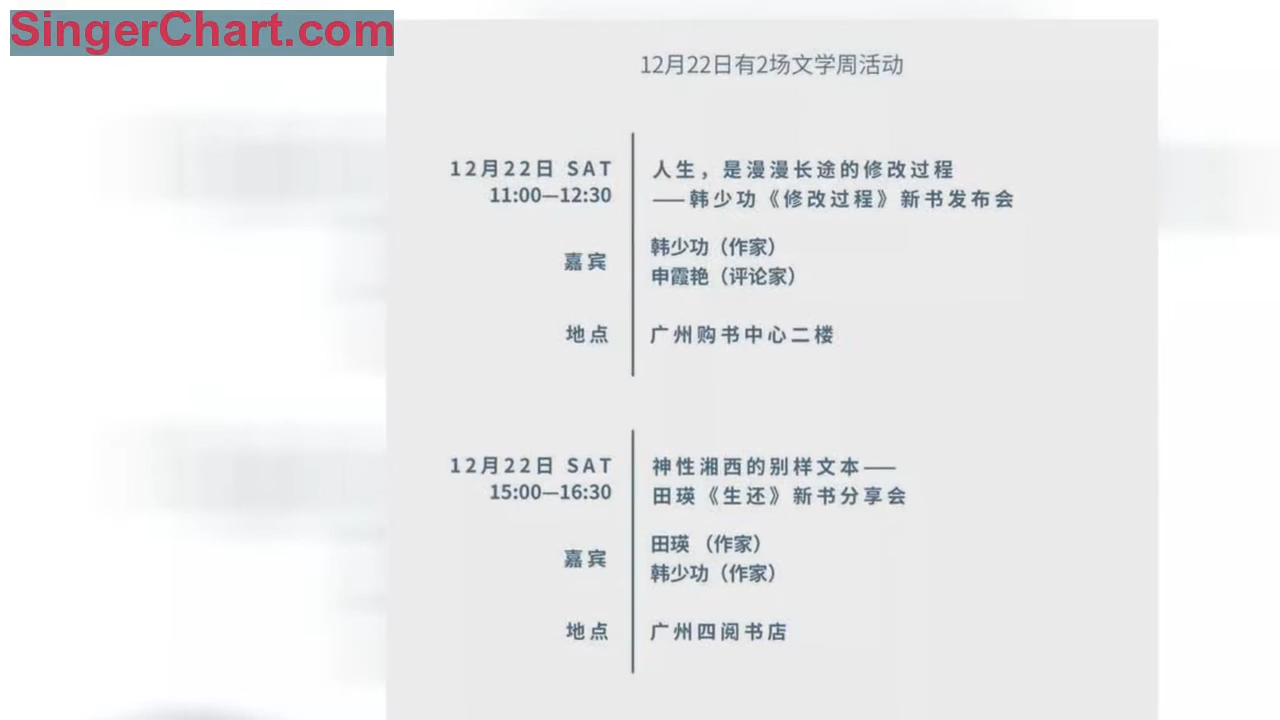 SingerChart.com
12月22日有2场文学周活动
12月22日 SAT
11:00—12:30
人生，是漫漫长途的修改过程
——韩少功《修改过程》新书发布会
嘉宾
韩少功（作家）
申霞艳（评论家）
地点
广州购书中心二楼
12月22日 SAT
15:00—16:30
神性湘西的别样文本——
田瑛《生还》新书分享会
嘉宾
田瑛 （作家）
韩少功（作家）
地点
广州四阅书店